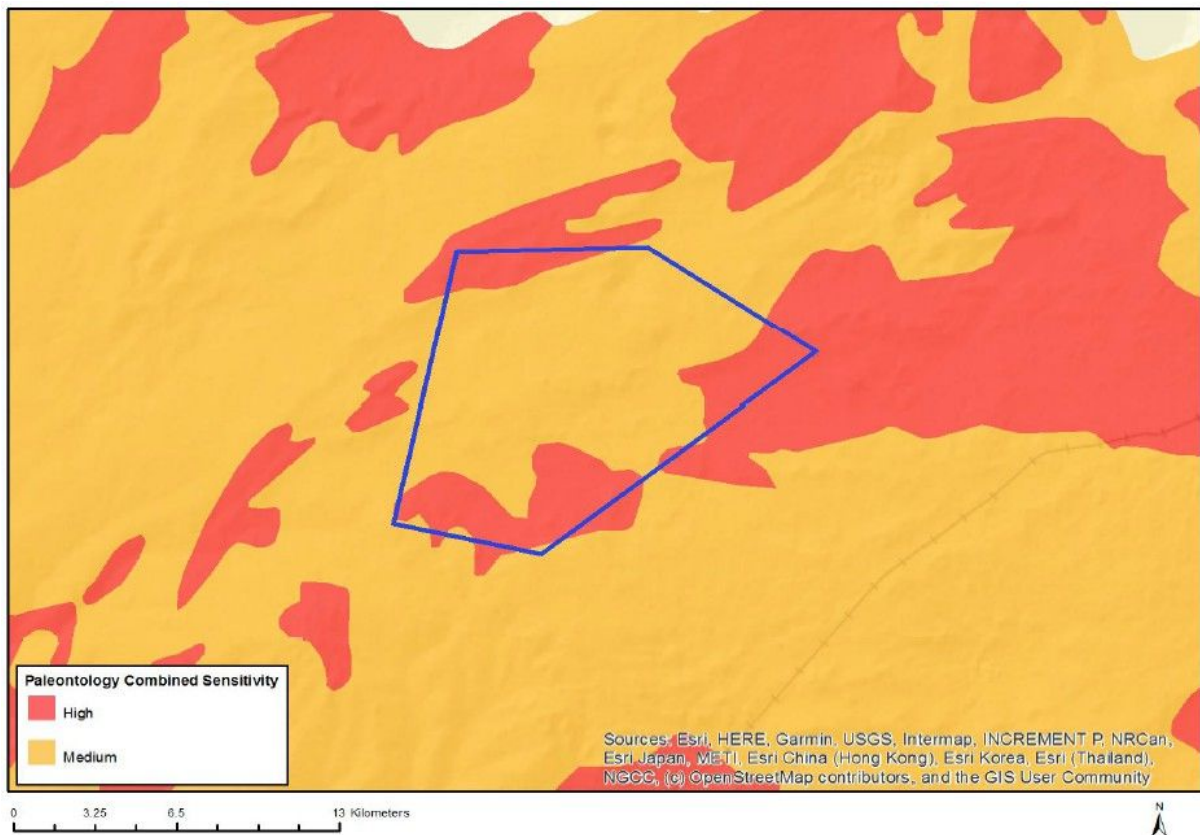 Paleontology Combined Sensitivity
High
Medium
Sources: Esri, HERE, Garmin, USGS, Intermap, INCREMENT P, NRCan,
Esri Japan, METI, Esri China (Hong Kong), Esri Korea, Esri (Thailand),
NGCC, (c) OpenStreetMap contributors, and the GIS User Community
0 3.25 6.5 13 Kilometers
N